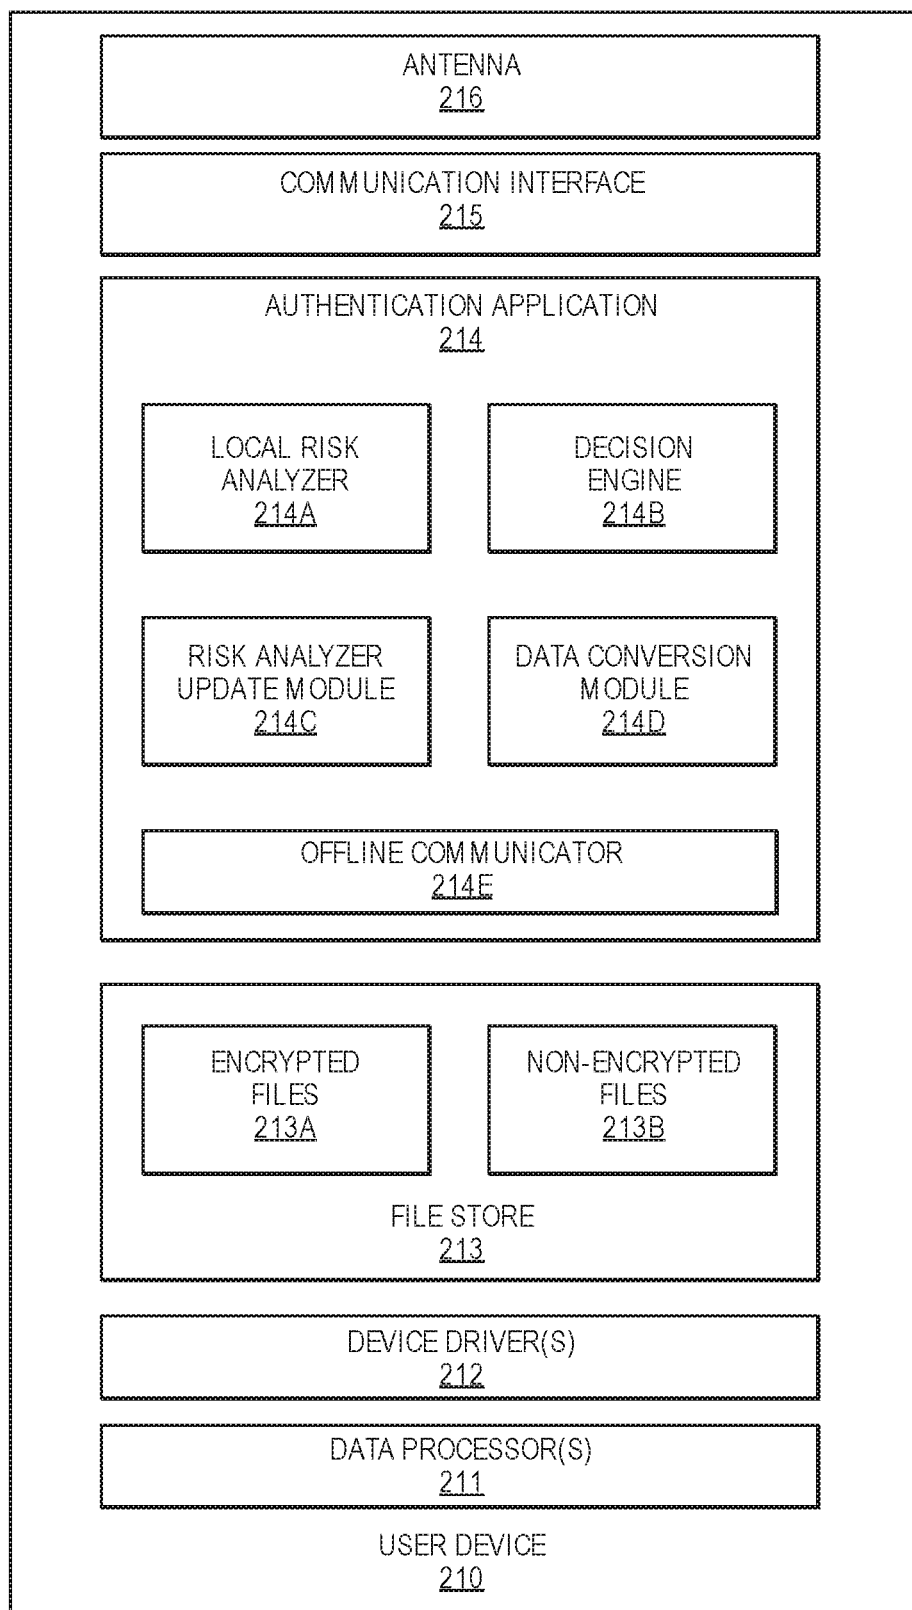 ANTENNA
216
COMMUNICATION INTERFACE
215
AUTHENTICATION APPLICATION
214
LOCAL RISK
ANALYZER
214A
DECISION
ENGINE
214B
RISK ANALYZER
UPDATE MODULE
214C
DATA CONVERSION
MODULE
214D
OFFLINE COMMUNICATOR
214E
ENCRYPTED
FILES
213A
NON-ENCRYPTED
FILES
213B
FILE STORE
213
DEVICE DRIVER(S)
212
DATA PROCESSOR(S)
211
USER DEVICE
210